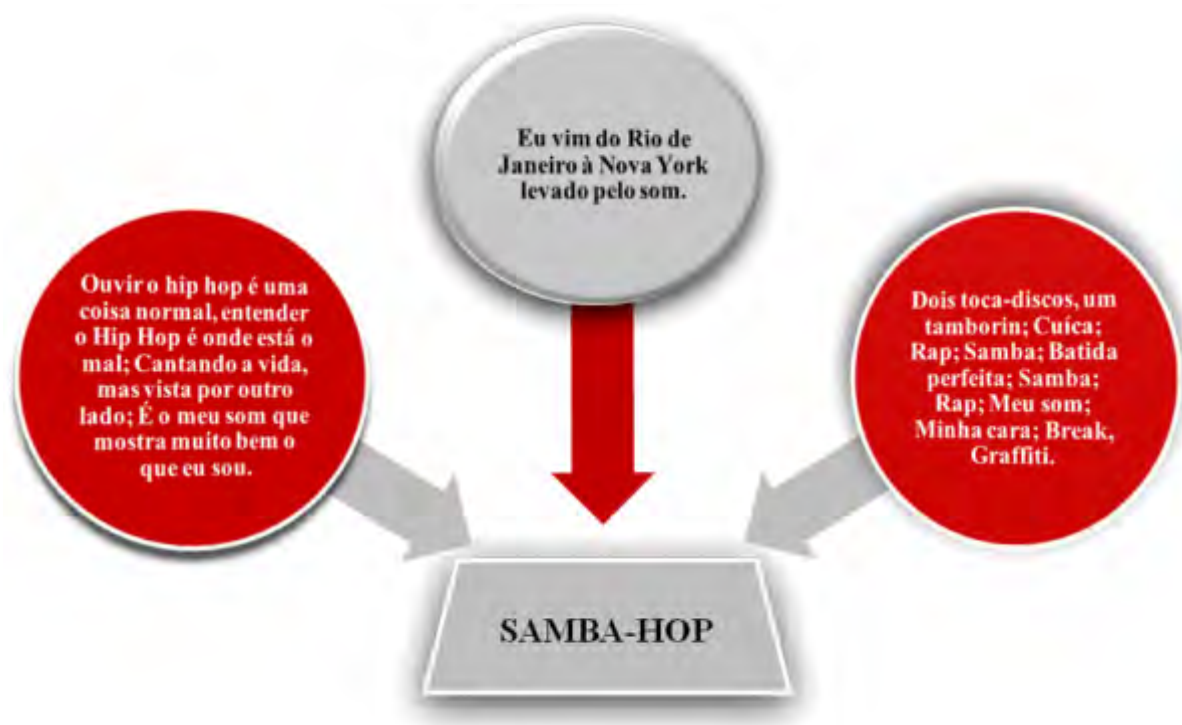 Eu vim do Rio de
Janeiro à Nova York
levado pelo som.
Ouvir o hip hop é uma
coisa normal, entender
o Hip Hop é onde está o
mal; Cantando a vida,
mas vista por outro
lado; É o meu som que
mostra muito bem o
que eu sou.
Dois toca-discos, um
tamborin; Cuíca;
Rap; Samba; Batida
perfeita; Samba;
Rap; Meu som;
Minha cara; Break,
Graffiti.
SAMBA-HOP